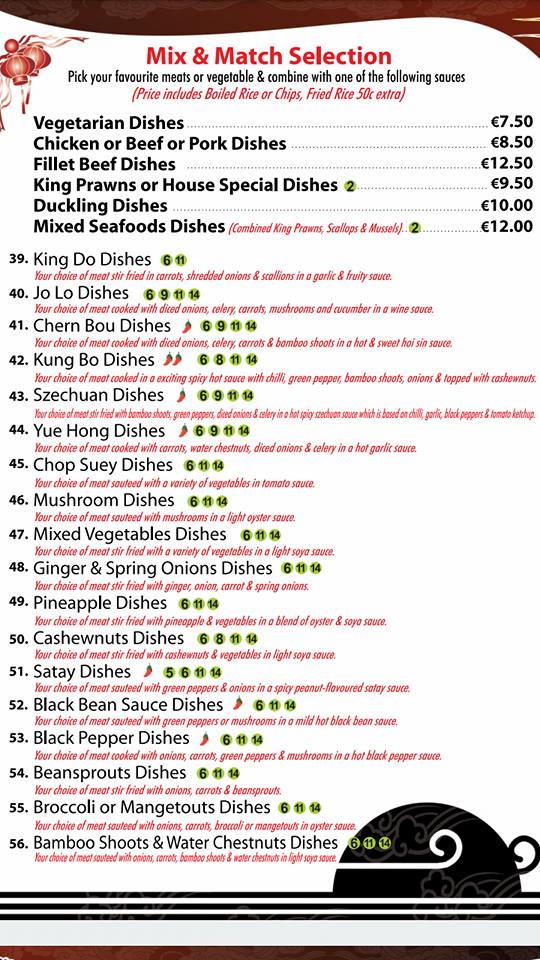 Mix & Match Selection
Pick your favourite meats or vegetable & combine with one of the following sauces
(Price includes Boiled Rice or Chips, Fried Rice 50c extra)
Vegetarian Dishes €7.50
Chicken or Beef or Pork Dishes €8.50
Fillet Beef Dishes €12.50
King Prawns or House Special Dishes 2 €9.50
Duckling Dishes €10.00
Mixed Seafoods Dishes (Combined King Prawns, Scallops & Mussels) 2 €12.00
39. King Do Dishes 6 11
Your choice of meat stir fried in carrots, shredded onions & scallions in a garlic & fruity sauce.
40. Jo Lo Dishes 6 9 11 14
Your choice of meat cooked with diced onions, celery, carrots, mushrooms and cucumber in a wine sauce.
41. Chern Bou Dishes 6 9 11 14
Your choice of meat cooked with diced onions, celery, carrots & bamboo shoots in a hot & sweet hoi sin sauce.
42. Kung Bo Dishes 6 8 11 14
Your choice of meat cooked in a exciting spicy hot sauce with chilli, green pepper, bamboo shoots, onions & topped with cashewnuts.
43. Szechuan Dishes 6 9 11 14
Your choice of meat stir fried with bamboo shoots, green peppers, diced onions & celery in a hot spicy szechuan sauce which is based on chilli, garlic, black peppers & tomato ketchup.
44. Yue Hong Dishes 6 9 11 14
Your choice of meat cooked with carrots, water chestnuts, diced onions & celery in a hot garlic sauce.
45. Chop Suey Dishes 6 11 14
Your choice of meat sauteed with a variety of vegetables in tomato sauce.
46. Mushroom Dishes 6 11 14
Your choice of meat sauteed with mushrooms in a light oyster sauce.
47. Mixed Vegetables Dishes 6 11 14
Your choice of meat stir fried with a variety of vegetables in a light soya sauce.
48. Ginger & Spring Onions Dishes 6 11 14
Your choice of meat stir fried with ginger, onion, carrot & spring onions.
49. Pineapple Dishes 6 11 14
Your choice of meat stir fried with pineapple & vegetables in a blend of oyster & soya sauce.
50. Cashewnuts Dishes 6 8 11 14
Your choice of meat stir fried with cashewnuts & vegetables in light soya sauce.
51. Satay Dishes 5 6 11 14
Your choice of meat sauteed with green peppers & onions in a spicy peanut-flavoured satay sauce.
52. Black Bean Sauce Dishes 6 11 14
Your choice of meat sauteed with green peppers or mushrooms in a mild hot black bean sauce.
53. Black Pepper Dishes 6 11 14
Your choice of meat cooked with onions, carrots, green peppers & mushrooms in a hot black pepper sauce.
54. Beansprouts Dishes 6 11 14
Your choice of meat stir fried with onions, carrots & beansprouts.
55. Broccoli or Mangetouts Dishes 6 11 14
Your choice of meat sauteed with onions, carrots, broccoli or mangetouts in oyster sauce.
56. Bamboo Shoots & Water Chestnuts Dishes 6 11 14
Your choice of meat sauteed with onions, carrots, bamboo shoots & water chestnuts in light soya sauce.